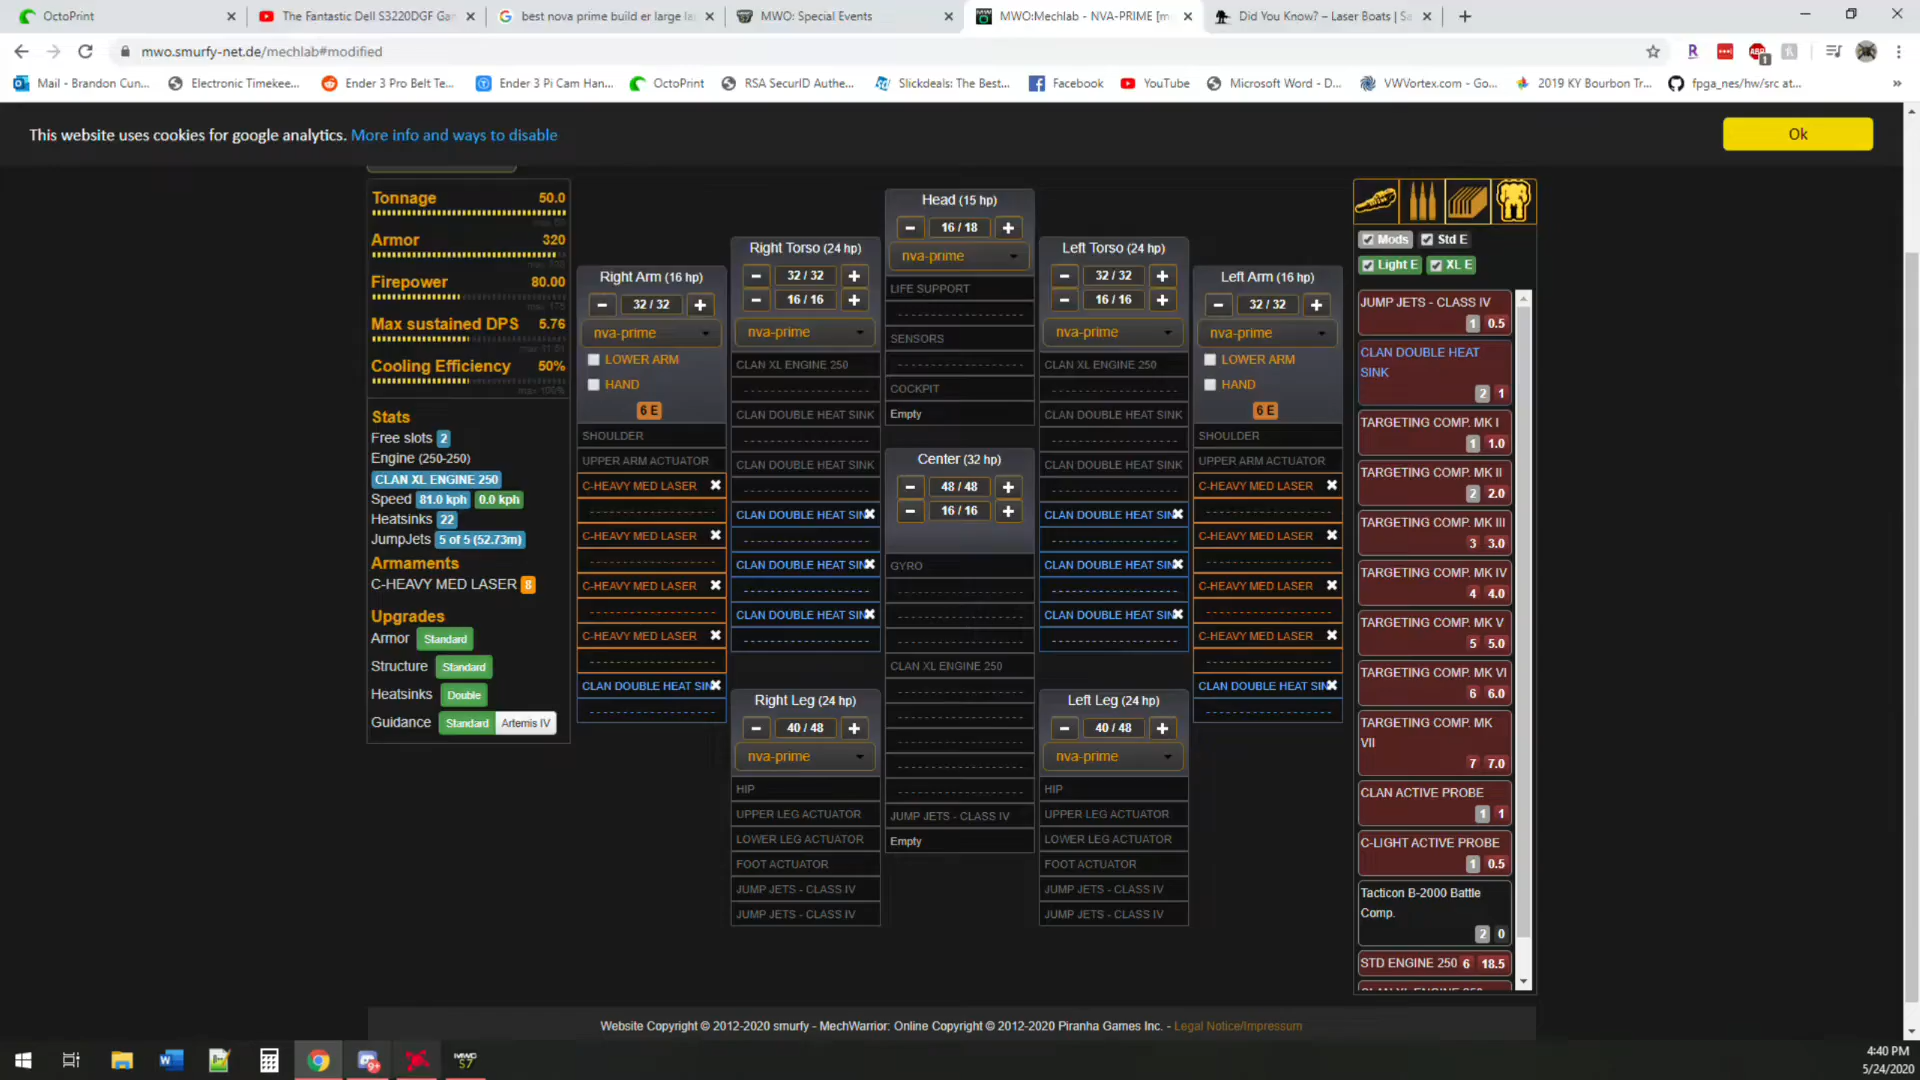 OctoPrint
The Fantastic Dell S3220DGF Ga
best nova prime build er large la
MWO: Special Events
MWO:Mechlab - NVA-PRIME [m
Did You Know? – Laser Boats | Sa
mwo.smurfy-net.de/mechlab#modified
Mail - Brandon Cun...
Electronic Timekee...
Ender 3 Pro Belt Te...
Ender 3 Pi Cam Han...
OctoPrint
RSA SecurID Authe...
Slickdeals: The Best...
Facebook
YouTube
Microsoft Word - D...
VWVortex.com - Go...
2019 KY Bourbon Tr...
fpga_nes/hw/src at...
»
This website uses cookies for google analytics. More info and ways to disable
Ok
Tonnage 50.0
Armor 320
Firepower 80.00
Max sustained DPS 5.76
Cooling Efficiency 50%
Stats
Free slots 2
Engine (250-250)
CLAN XL ENGINE 250
Speed 81.0 kph 0.0 kph
Heatsinks 22
JumpJets 5 of 5 (52.73m)
Armaments
C-HEAVY MED LASER 8
Upgrades
Armor Standard
Structure Standard
Heatsinks Double
Guidance Standard Artemis IV
Right Arm (16 hp)
32 / 32
nva-prime
LOWER ARM
HAND
6 E
SHOULDER
UPPER ARM ACTUATOR
C-HEAVY MED LASER
C-HEAVY MED LASER
C-HEAVY MED LASER
C-HEAVY MED LASER
CLAN DOUBLE HEAT SIN
Right Torso (24 hp)
32 / 32
16 / 16
nva-prime
CLAN XL ENGINE 250
CLAN DOUBLE HEAT SINK
CLAN DOUBLE HEAT SINK
CLAN DOUBLE HEAT SIN
CLAN DOUBLE HEAT SIN
CLAN DOUBLE HEAT SIN
Right Leg (24 hp)
40 / 48
nva-prime
HIP
UPPER LEG ACTUATOR
LOWER LEG ACTUATOR
FOOT ACTUATOR
JUMP JETS - CLASS IV
JUMP JETS - CLASS IV
Head (15 hp)
16 / 18
nva-prime
LIFE SUPPORT
SENSORS
COCKPIT
Empty
Center (32 hp)
48 / 48
16 / 16
GYRO
CLAN XL ENGINE 250
JUMP JETS - CLASS IV
Empty
Left Torso (24 hp)
32 / 32
16 / 16
nva-prime
CLAN XL ENGINE 250
CLAN DOUBLE HEAT SINK
CLAN DOUBLE HEAT SINK
CLAN DOUBLE HEAT SIN
CLAN DOUBLE HEAT SIN
CLAN DOUBLE HEAT SIN
Left Leg (24 hp)
40 / 48
nva-prime
HIP
UPPER LEG ACTUATOR
LOWER LEG ACTUATOR
FOOT ACTUATOR
JUMP JETS - CLASS IV
JUMP JETS - CLASS IV
Left Arm (16 hp)
32 / 32
nva-prime
LOWER ARM
HAND
6 E
SHOULDER
UPPER ARM ACTUATOR
C-HEAVY MED LASER
C-HEAVY MED LASER
C-HEAVY MED LASER
C-HEAVY MED LASER
CLAN DOUBLE HEAT SIN
Mods Std E
Light E XL E
JUMP JETS - CLASS IV
1 0.5
CLAN DOUBLE HEAT
SINK
2 1
TARGETING COMP. MK I
1 1.0
TARGETING COMP. MK II
2 2.0
TARGETING COMP. MK III
3 3.0
TARGETING COMP. MK IV
4 4.0
TARGETING COMP. MK V
5 5.0
TARGETING COMP. MK VI
6 6.0
TARGETING COMP. MK
VII
7 7.0
CLAN ACTIVE PROBE
1 1
C-LIGHT ACTIVE PROBE
1 0.5
Tacticon B-2000 Battle
Comp.
2 0
STD ENGINE 250 6 18.5
Website Copyright © 2012-2020 smurfy - MechWarrior: Online Copyright © 2012-2020 Piranha Games Inc. - Legal Notice/Impressum
4:40 PM
5/24/2020